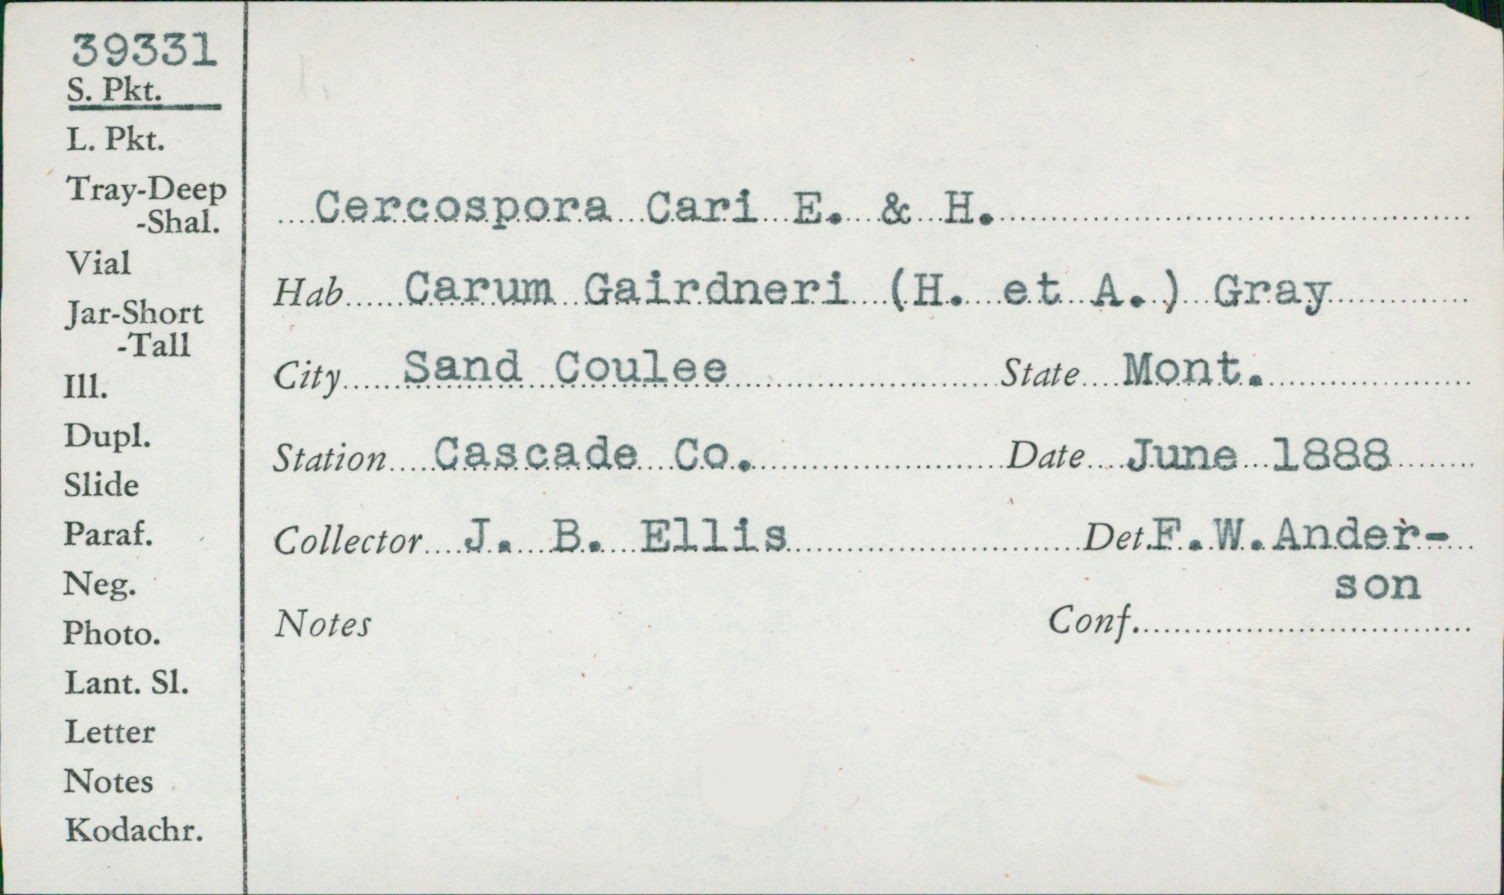 39331
S. Pkt.
L. Pkt.
Tray-Deep
-Shal.
Vial
Jar-Short
-Tall
Ill.
Dupl.
Slide
Paraf.
Neg.
Photo.
Lant. Sl.
Letter
Notes
Kodachr.
Cercospora Cari E. & H.
Hab Carum Gairdneri (H. et A.) Gray
City Sand Coulee State Mont.
Station Cascade Co. Date June 1888
Collector J. B. Ellis Det. F.W. Ander-
son
Notes Conf.